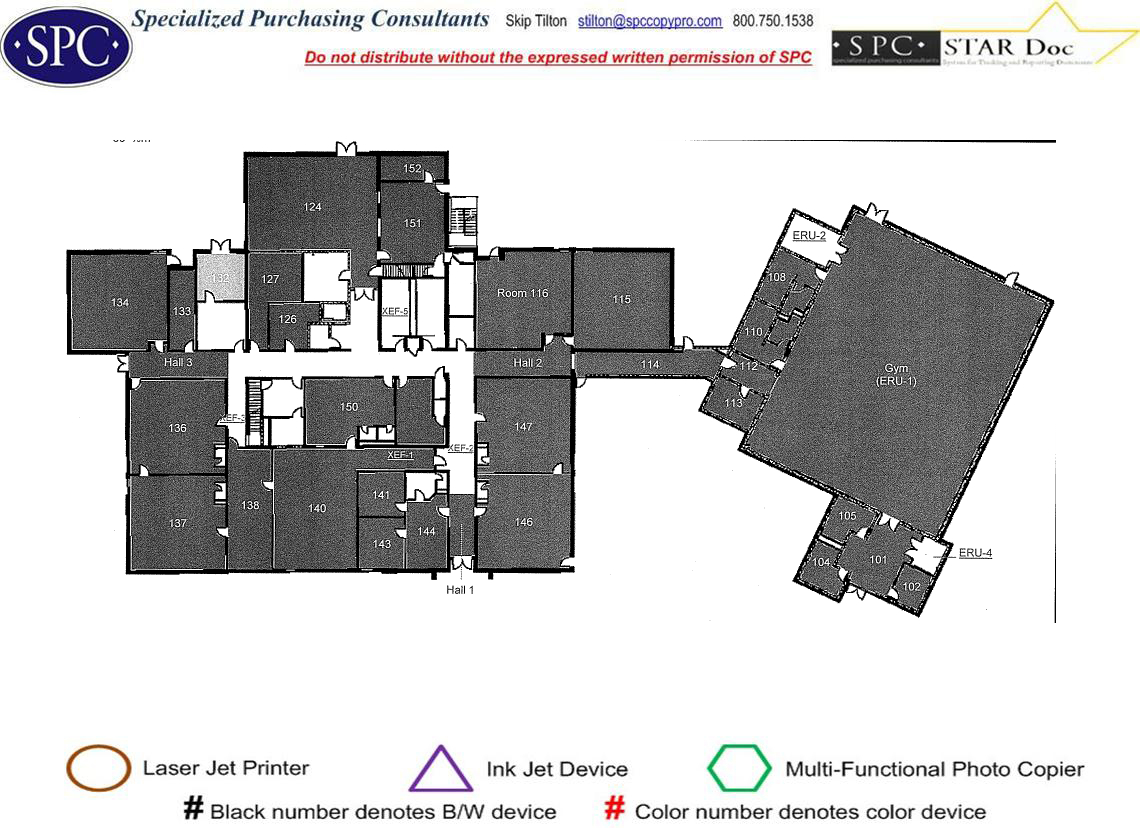 Specialized Purchasing Consultants Skip Tilton stilton@spccopypro.com 800.750.1538
·SPC·
Do not distribute without the expressed written permission of SPC
·SPC· STAR Doc
specialized purchasing consultants System for Tracking and Reporting Documents
152
124
151
ERU-2
134
133
132
127
126
XEF-5
Room 116
115
108
110
112
113
Gym
(ERU-1)
Hall 3
Hall 2
114
136
XEF-3
150
XEF-2
147
XEF-1
137
138
140
141
143
144
146
Hall 1
105
104
101
102
ERU-4
Laser Jet Printer
Ink Jet Device
Multi-Functional Photo Copier
# Black number denotes B/W device
# Color number denotes color device